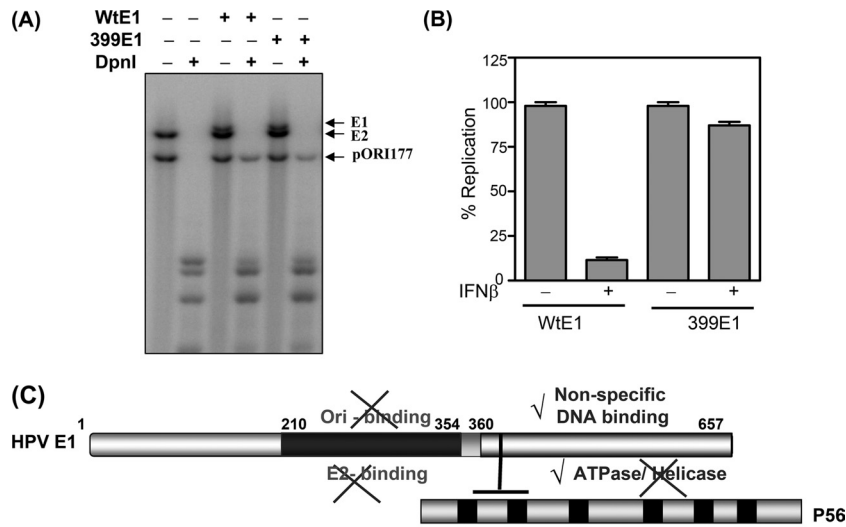 (A)
WtE1 – – + + – –
399E1 – – – – + +
DpnI – + – + – +
E1
E2
pORI177
(B)
% Replication
100
75
50
25
0
IFNβ – + – +
WtE1 399E1
(C)
Ori - binding
√ Non-specific
DNA binding
1 210 354 360 657
HPV E1
E2- binding
√ ATPase/ Helicase
P56